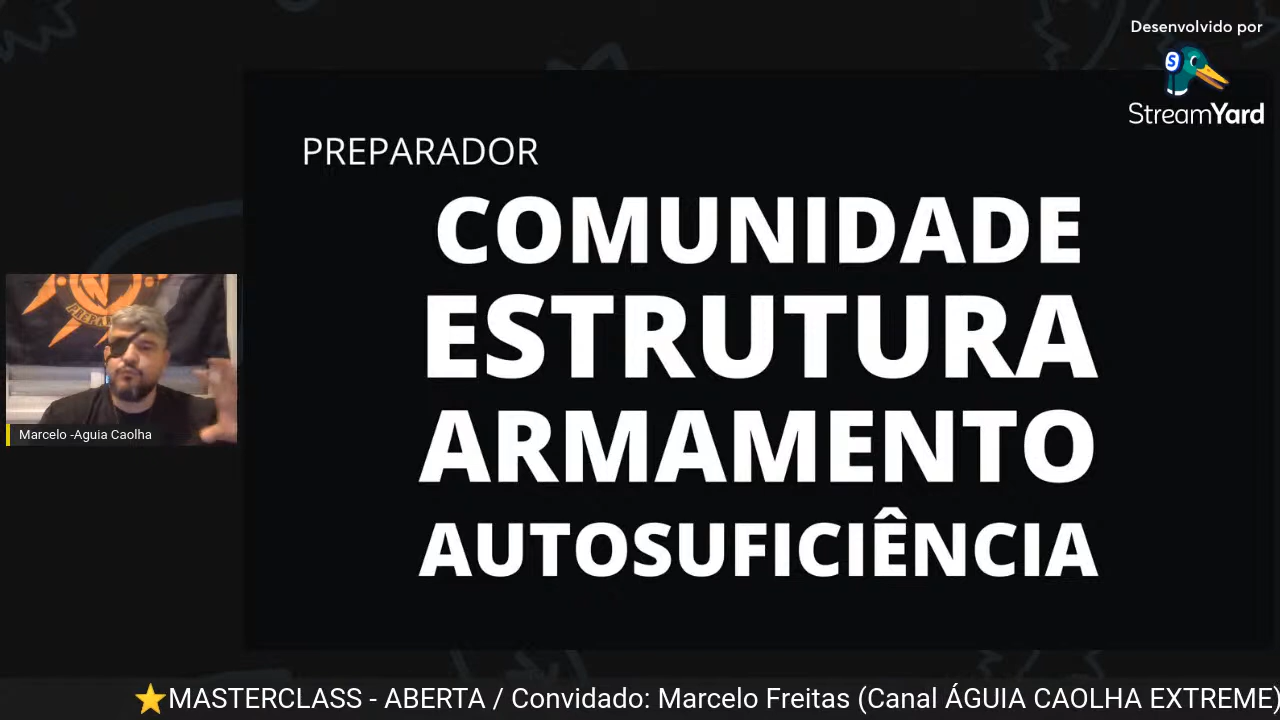 Desenvolvido por
StreamYard
PREPARADOR
COMUNIDADE
ESTRUTURA
ARMAMENTO
AUTOSUFICIÊNCIA
Marcelo -Aguia Caolha
⭐MASTERCLASS - ABERTA / Convidado: Marcelo Freitas (Canal ÁGUIA CAOLHA EXTREME)